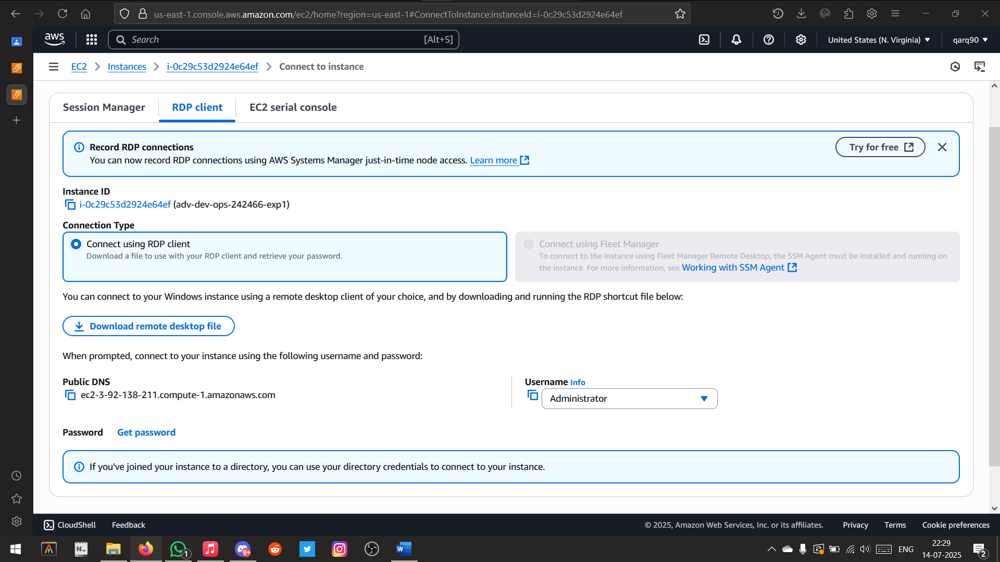 us-east-1.console.aws.amazon.com/ec2/home?region=us-east-1#ConnectToInstance:instanceId=i-0c29c53d2924e64ef
aws
Search
[Alt+S]
United States (N. Virginia)
qarq90
EC2
Instances
i-0c29c53d2924e64ef
Connect to instance
Session Manager
RDP client
EC2 serial console
Record RDP connections
You can now record RDP connections using AWS Systems Manager just-in-time node access. Learn more
Try for free
Instance ID
i-0c29c53d2924e64ef (adv-dev-ops-242466-exp1)
Connection Type
Connect using RDP client
Download a file to use with your RDP client and retrieve your password.
Connect using Fleet Manager
To connect to the instance using Fleet Manager Remote Desktop, the SSM Agent must be installed and running on
the instance. For more information, see Working with SSM Agent
You can connect to your Windows instance using a remote desktop client of your choice, and by downloading and running the RDP shortcut file below:
Download remote desktop file
When prompted, connect to your instance using the following username and password:
Public DNS
ec2-3-92-138-211.compute-1.amazonaws.com
Username Info
Administrator
Password
Get password
If you've joined your instance to a directory, you can use your directory credentials to connect to your instance.
CloudShell
Feedback
© 2025, Amazon Web Services, Inc. or its affiliates.
Privacy
Terms
Cookie preferences
N
1
9+
W
ENG
22:29
14-07-2025
2